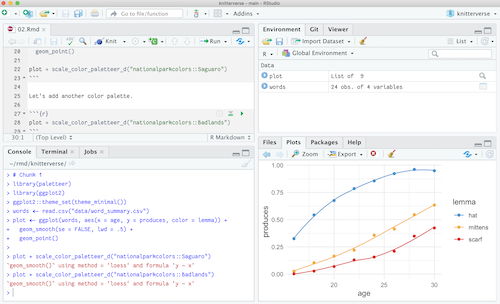 knitterverse - main - RStudio
Go to file/function
Addins
knitterverse
02.Rmd
Knit
Run
20
geom_point()
21
22
plot + scale_color_paletteer_d("nationalparkcolors::Saguaro")
23
```
24
25
Let's add another color palette.
26
27
```{r}
28
plot + scale_color_paletteer_d("nationalparkcolors::Badlands")
29
```
30:1
(Top Level)
R Markdown
Console
Terminal
Jobs
~/rmd/knitterverse/
> # Chunk 1
> library(paletteer)
> library(ggplot2)
> ggplot2::theme_set(theme_minimal())
> words <- read.csv("data/word_summary.csv")
> plot <- ggplot(words, aes(x = age, y = produces, color = lemma)) +
+ geom_smooth(se = FALSE, lwd = .5) +
+ geom_point()
> plot + scale_color_paletteer_d("nationalparkcolors::Saguaro")
`geom_smooth()` using method = 'loess' and formula 'y ~ x'
> plot + scale_color_paletteer_d("nationalparkcolors::Badlands")
`geom_smooth()` using method = 'loess' and formula 'y ~ x'
>
Environment
Git
Viewer
Import Dataset
List
R
Global Environment
Data
plot
List of 9
words
24 obs. of 4 variables
Files
Plots
Packages
Help
Zoom
Export
1.00
0.75
0.50
0.25
0.00
produces
20
25
30
age
lemma
hat
mittens
scarf